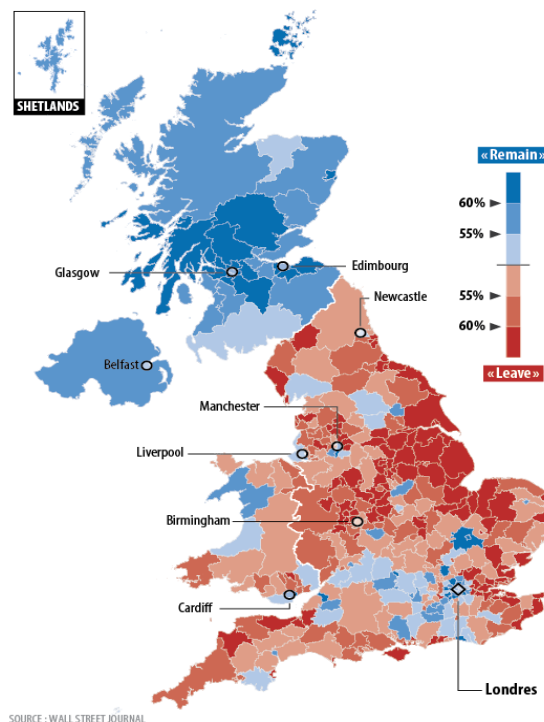 SHETLANDS
« Remain »
60%
55%
55%
60%
« Leave »
Glasgow
Edimbourg
Newcastle
Belfast
Manchester
Liverpool
Birmingham
Cardiff
Londres
SOURCE : WALL STREET JOURNAL